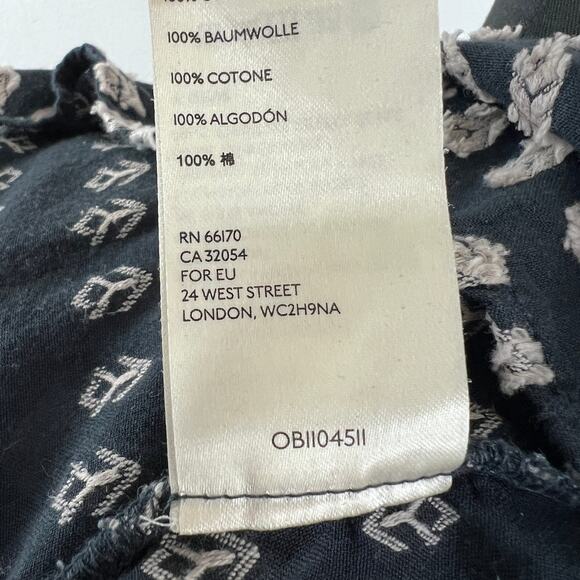 100% BAUMWOLLE
100% COTONE
100% ALGODÓN
100% 棉
RN 66170
CA 32054
FOR EU
24 WEST STREET
LONDON, WC2H9NA
OB1104511